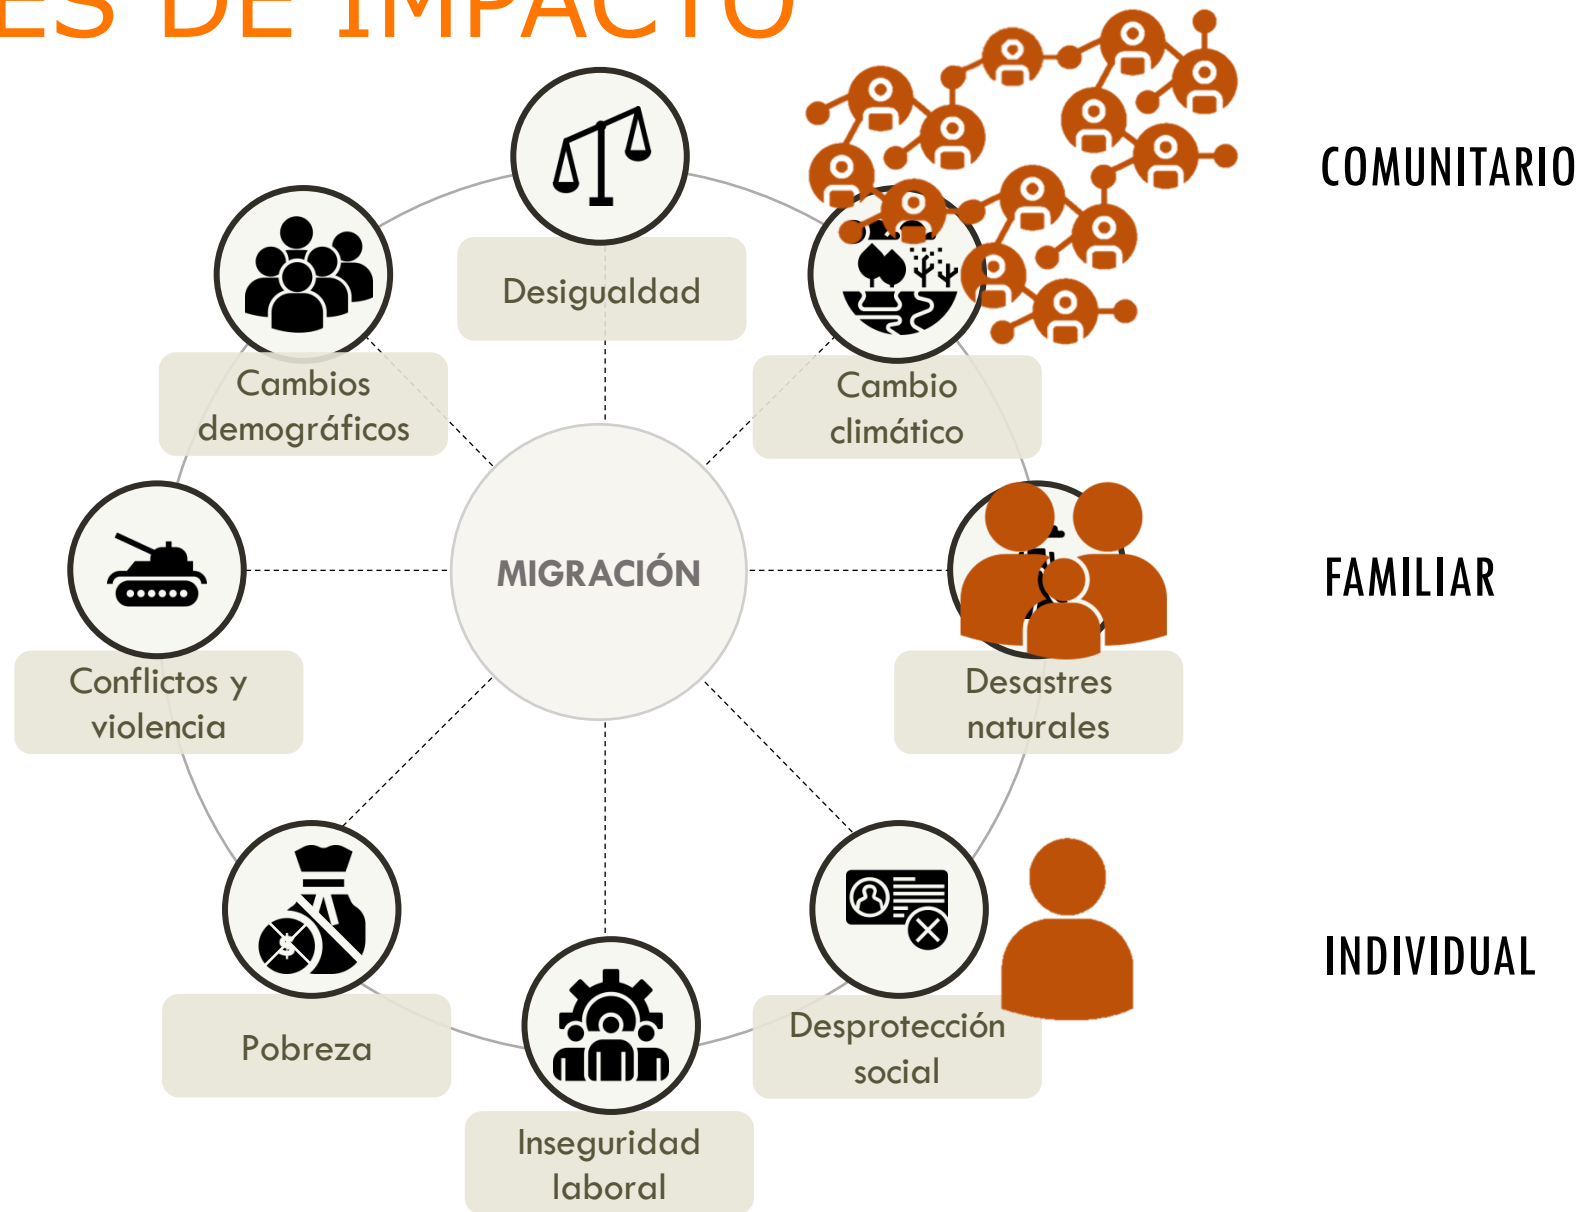 ES DE IMPACTO
COMUNITARIO
Desigualdad
Cambios
demográficos
Cambio
climático
MIGRACIÓN
FAMILIAR
Conflictos y
violencia
Desastres
naturales
$
INDIVIDUAL
Pobreza
Desprotección
social
Inseguridad
laboral